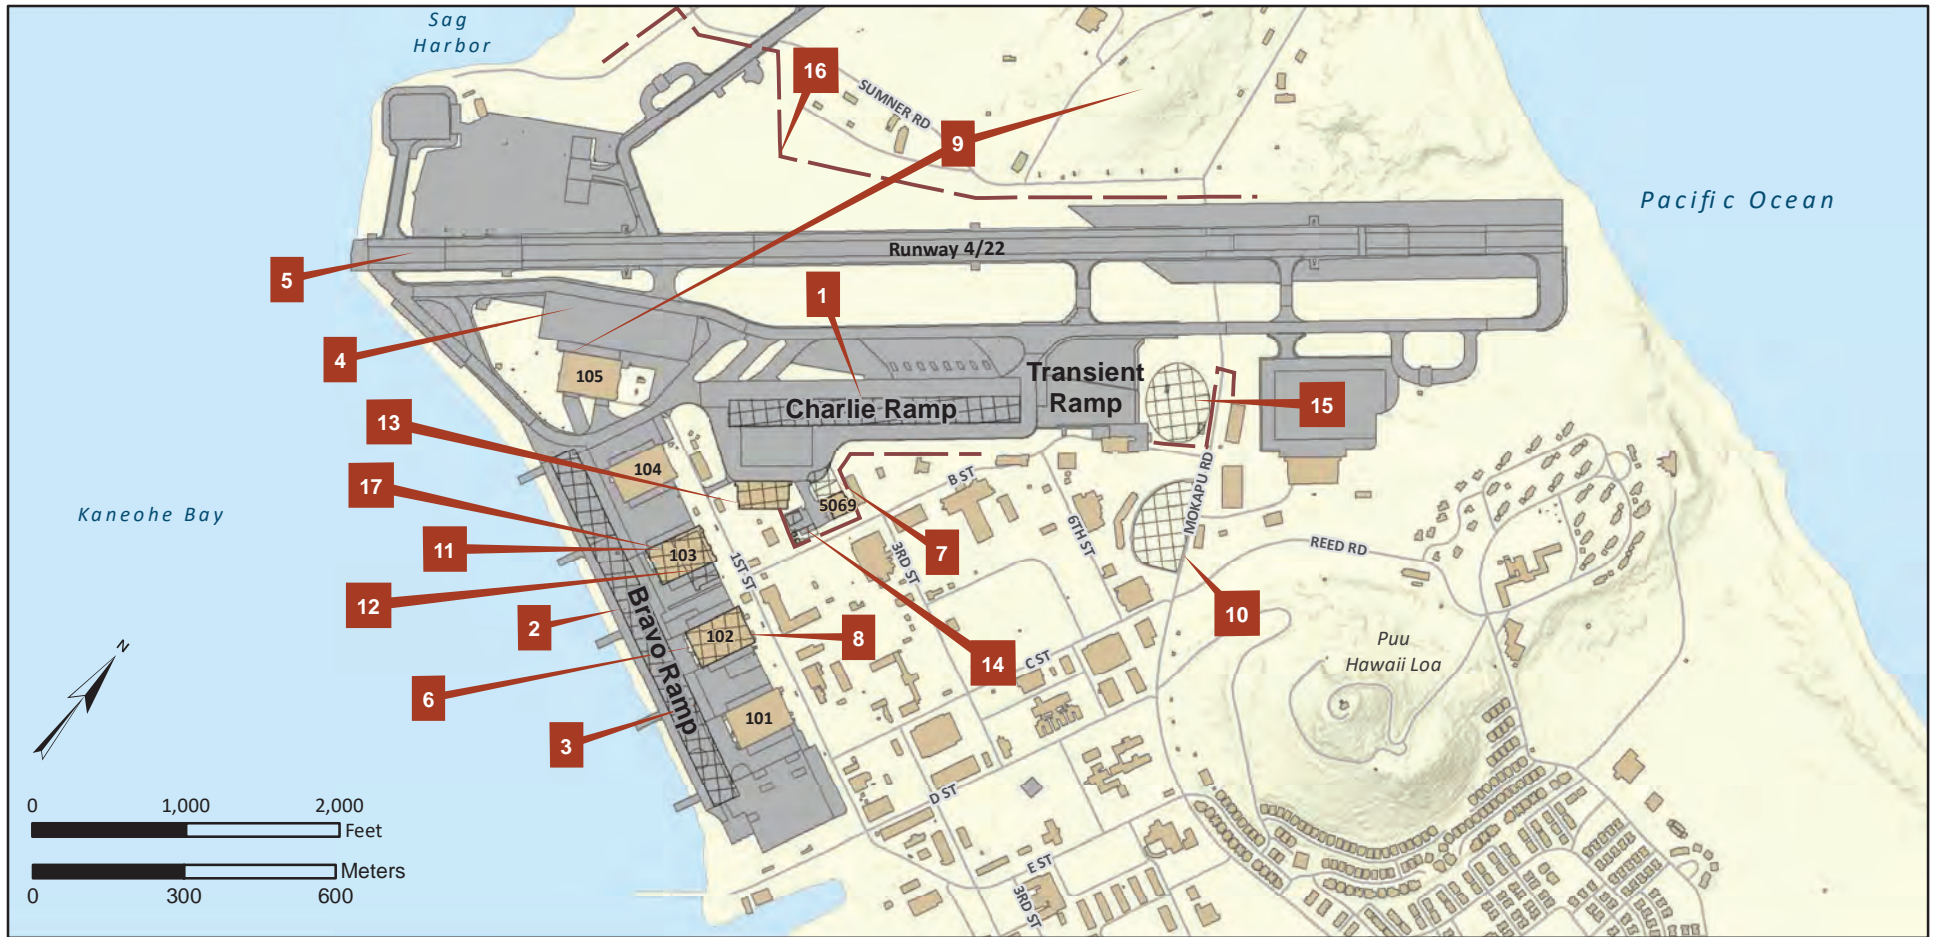 Sag
Harbor
16
SUMNER RD
9
Pacific Ocean
Runway 4/22
5
1
4
105
Transient
Ramp
Charlie Ramp
15
13
104
17
B ST
5069
MOKAPU RD
Kaneohe Bay
11
103
7
6TH ST
REED RD
3RD ST
1ST ST
12
2
Bravo Ramp
102
8
10
14
C ST
Puu
Hawaii Loa
N
6
101
3
D ST
0 1,000 2,000
Feet
Meters
0 300 600
E ST
3RD ST